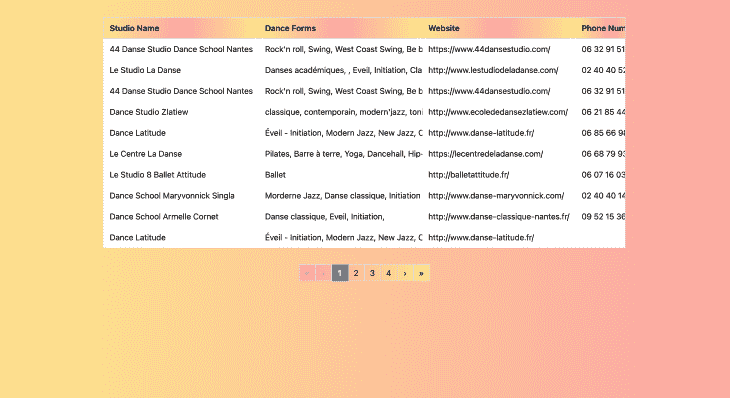 Studio Name Dance Forms Website Phone Num
44 Danse Studio Dance School Nantes Rock'n roll, Swing, West Coast Swing, Be b https://www.44dansestudio.com/ 06 32 91 51
Le Studio La Danse Danses académiques, , Eveil, Initiation, Cla https://www.lestudiodeladanse.com/ 02 40 40 52
44 Danse Studio Dance School Nantes Rock'n roll, Swing, West Coast Swing, Be b https://www.44dansestudio.com/ 06 32 91 51
Dance Studio Zlatiew classique, contemporain, modern'jazz, toni http://www.ecolededansezlatiew.com/ 06 21 85 44
Dance Latitude Éveil - Initiation, Modern Jazz, New Jazz, C http://www.danse-latitude.fr/ 06 85 66 98
Le Centre La Danse Pilates, Barre à terre, Yoga, Dancehall, Hip- https://lecentredeladanse.com/ 06 68 79 93
Le Studio 8 Ballet Attitude Ballet http://balletattitude.fr/ 06 07 16 03
Dance School Maryvonnick Singla Morderne Jazz, Danse classique, Initiation http://www.danse-maryvonnick.com/ 02 40 40 14
Dance School Armelle Cornet Danse classique, Eveil, Initiation, http://www.danse-classique-nantes.fr/ 09 52 15 36
Dance Latitude Éveil - Initiation, Modern Jazz, New Jazz, C http://www.danse-latitude.fr/
« ‹ 1 2 3 4 › »